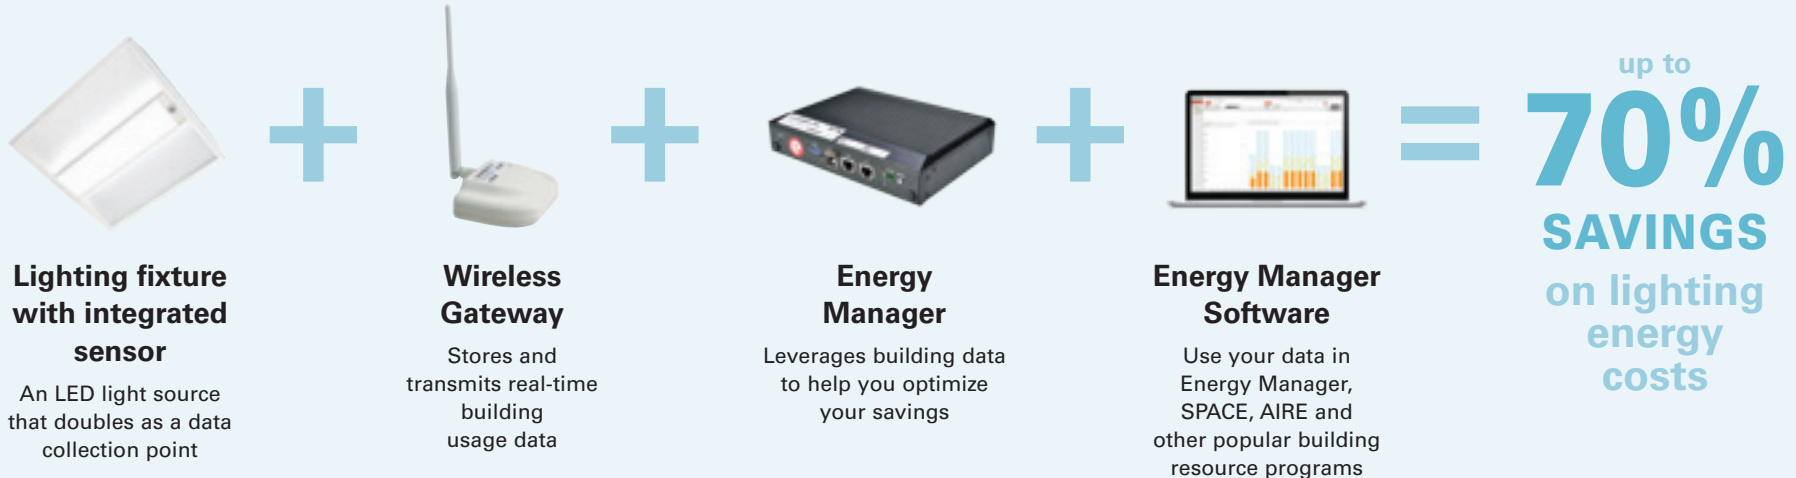 Lighting fixture
with integrated
sensor
An LED light source
that doubles as a data
collection point
+
Wireless
Gateway
Stores and
transmits real-time
building
usage data
+
Energy
Manager
Leverages building data
to help you optimize
your savings
+
Energy Manager
Software
Use your data in
Energy Manager,
SPACE, AIRE and
other popular building
resource programs
=
up to
70%
SAVINGS
on lighting
energy
costs